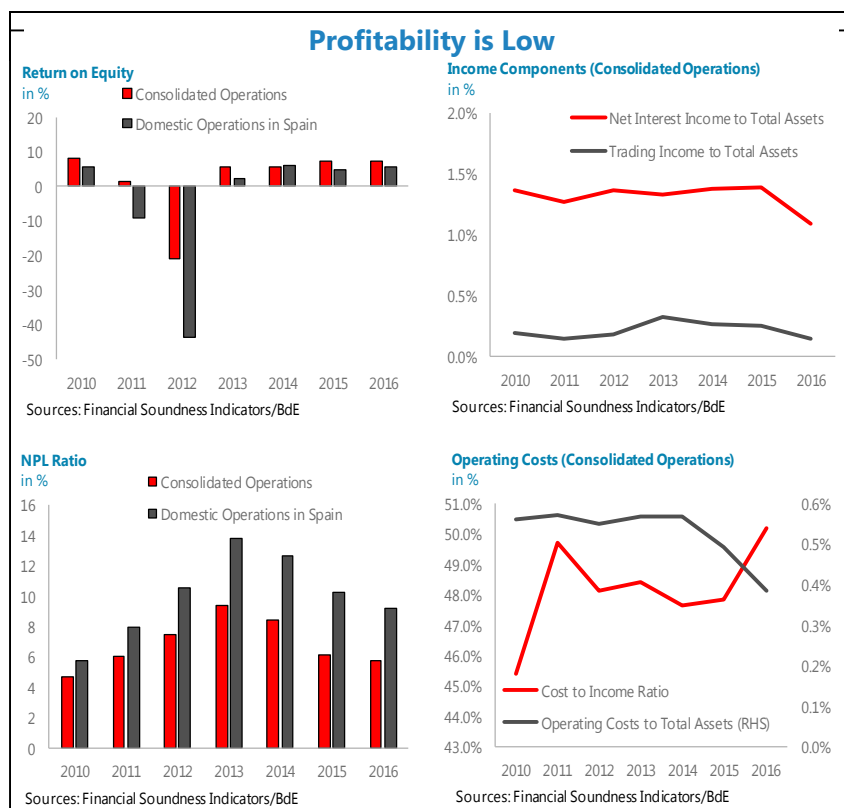 Profitability is Low
Return on Equity
in %
Consolidated Operations
Domestic Operations in Spain
20
10
0
-10
-20
-30
-40
-50
2010 2011 2012 2013 2014 2015 2016
Sources: Financial Soundness Indicators/BdE
Income Components (Consolidated Operations)
in %
2.0%
Net Interest Income to Total Assets
Trading Income to Total Assets
1.5%
1.0%
0.5%
0.0%
2010 2011 2012 2013 2014 2015 2016
Sources: Financial Soundness Indicators/BdE
NPL Ratio
in %
Consolidated Operations
Domestic Operations in Spain
16
14
12
10
8
6
4
2
0
2010 2011 2012 2013 2014 2015 2016
Sources: Financial Soundness Indicators/BdE
Operating Costs (Consolidated Operations)
in %
51.0%
50.0%
49.0%
48.0%
47.0%
46.0%
45.0%
44.0%
43.0%
0.6%
0.5%
0.4%
0.3%
0.2%
0.1%
0.0%
Cost to Income Ratio
Operating Costs to Total Assets (RHS)
2010 2011 2012 2013 2014 2015 2016
Sources: Financial Soundness Indicators/BdE